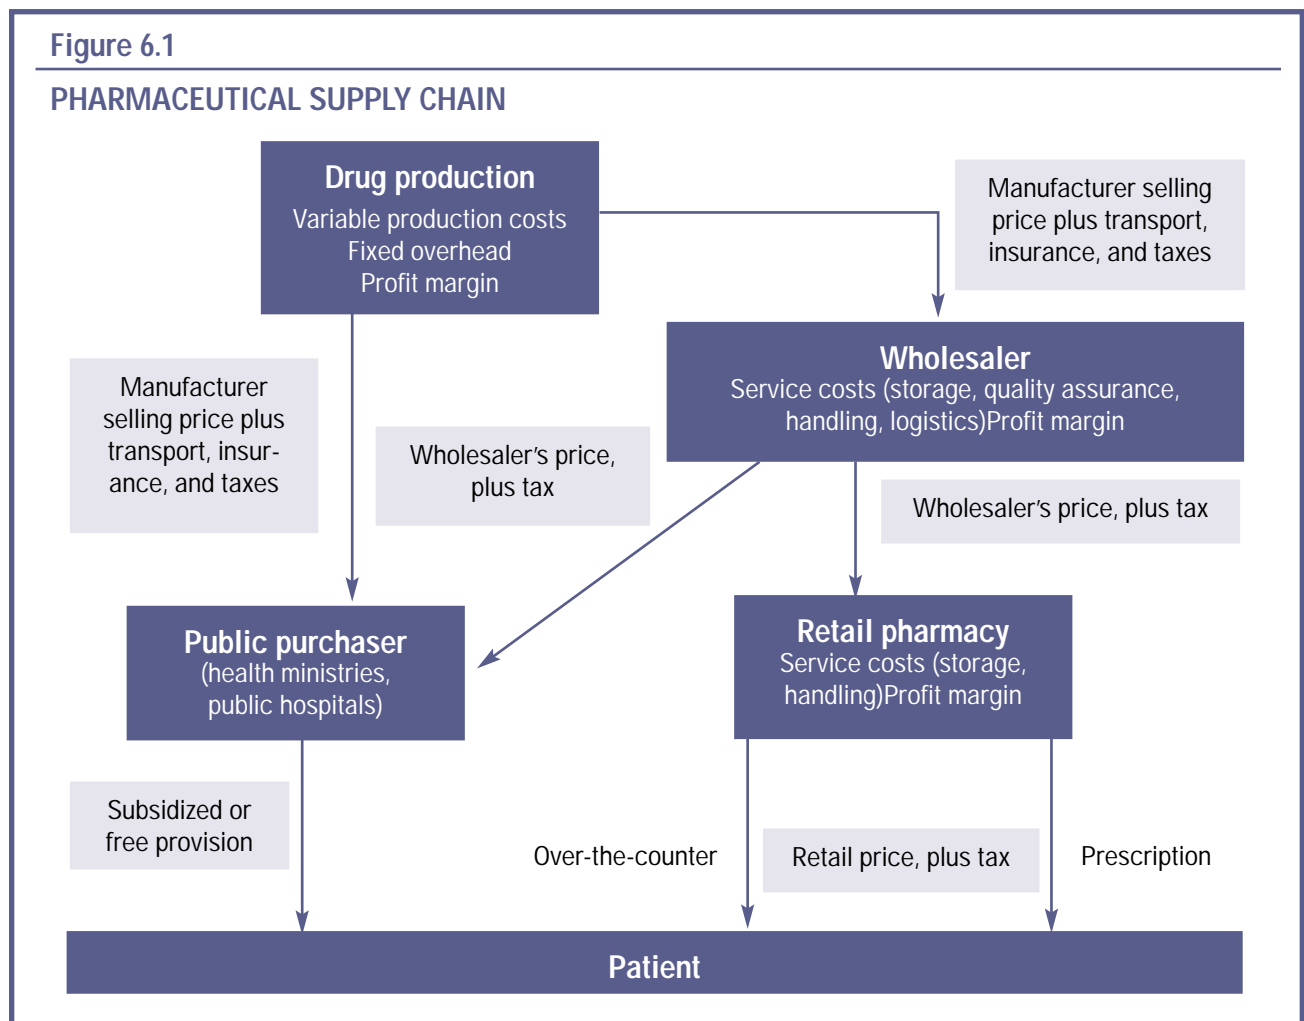 Figure 6.1
PHARMACEUTICAL SUPPLY CHAIN
Drug production
Variable production costs
Fixed overhead
Profit margin
Manufacturer selling
price plus transport,
insurance, and taxes
Wholesaler
Service costs (storage, quality assurance,
handling, logistics)Profit margin
Manufacturer
selling price plus
transport, insur-
ance, and taxes
Wholesaler's price,
plus tax
Wholesaler's price, plus tax
Public purchaser
(health ministries,
public hospitals)
Retail pharmacy
Service costs (storage,
handling)Profit margin
Subsidized or
free provision
Over-the-counter
Retail price, plus tax
Prescription
Patient